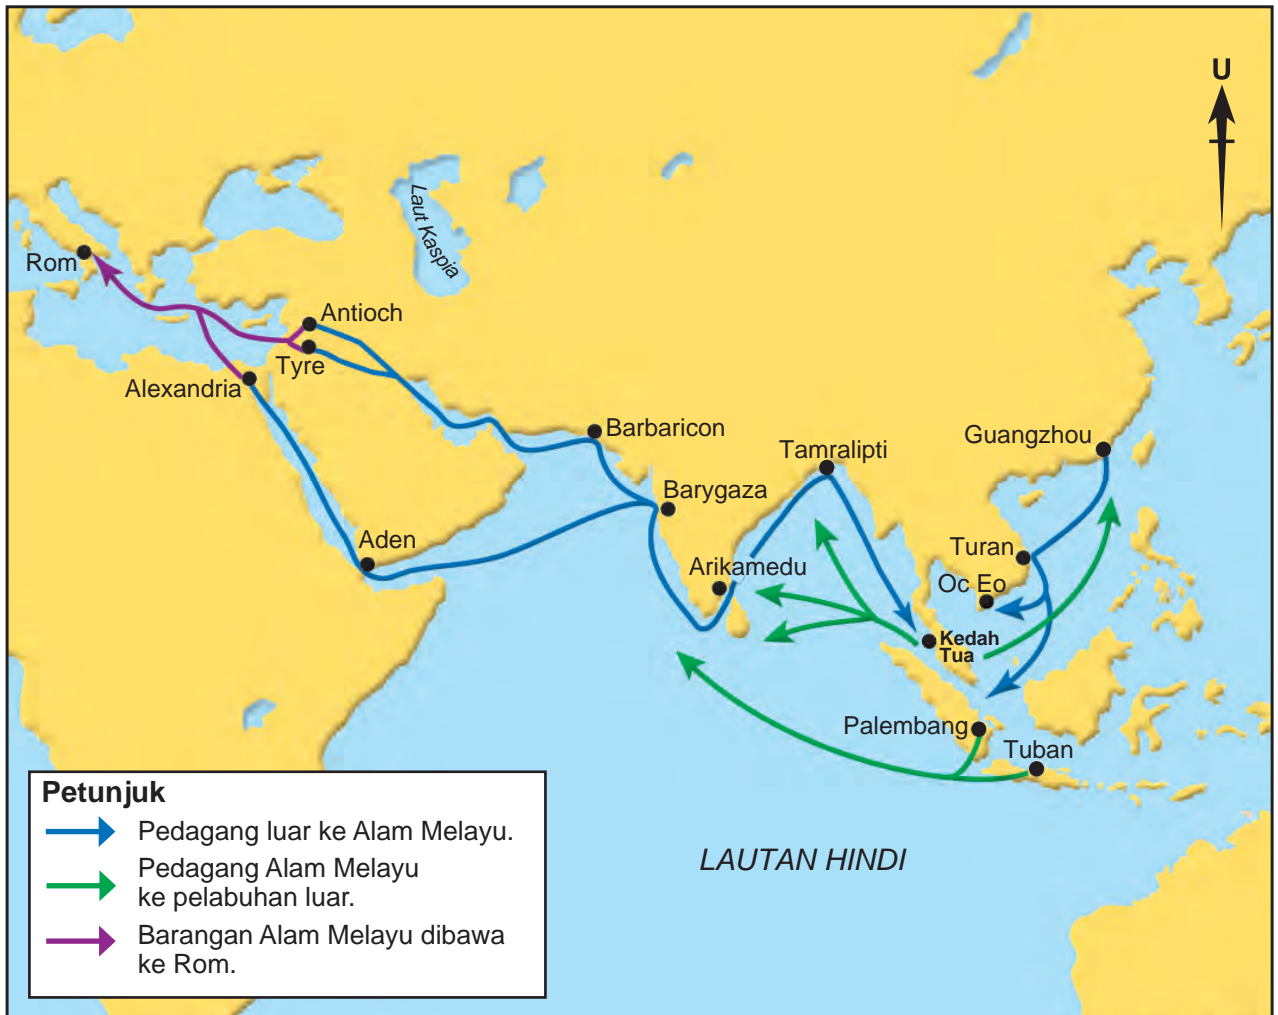 U
Laut Kaspia
Rom
Antioch
Tyre
Alexandria
Barbaricon
Guangzhou
Tamralipti
Barygaza
Aden
Turan
Arikamedu
Oc Eo
Kedah
Tua
Palembang
Tuban
LAUTAN HINDI
Petunjuk
Pedagang luar ke Alam Melayu.
Pedagang Alam Melayu
ke pelabuhan luar.
Barangan Alam Melayu dibawa
ke Rom.